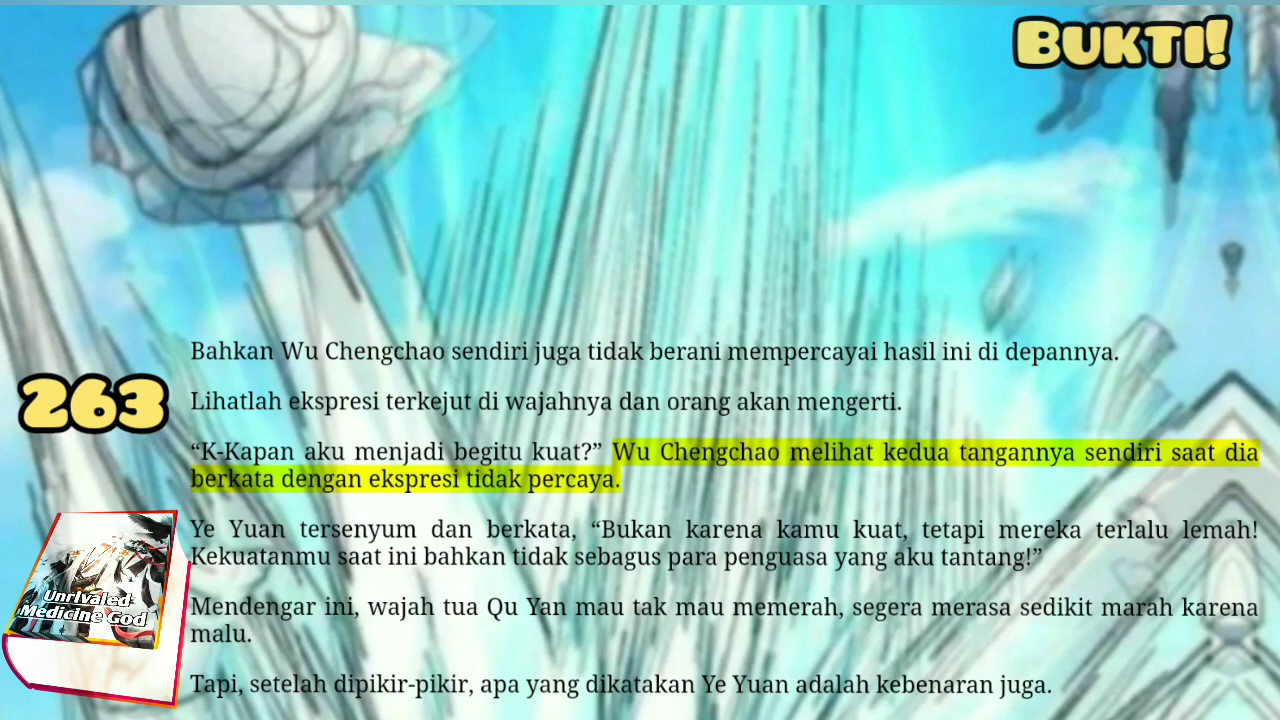 BUKTI!
Bahkan Wu Chengchao sendiri juga tidak berani mempercayai hasil ini di depannya.
263
Lihatlah ekspresi terkejut di wajahnya dan orang akan mengerti.
“K-Kapan aku menjadi begitu kuat?” Wu Chengchao melihat kedua tangannya sendiri saat dia
berkata dengan ekspresi tidak percaya.
Ye Yuan tersenyum dan berkata, “Bukan karena kamu kuat, tetapi mereka terlalu lemah!
Kekuatanmu saat ini bahkan tidak sebagus para penguasa yang aku tantang!”
Unrivaled
Medicine God
Mendengar ini, wajah tua Qu Yan mau tak mau memerah, segera merasa sedikit marah karena
malu.
Tapi, setelah dipikir-pikir, apa yang dikatakan Ye Yuan adalah kebenaran juga.